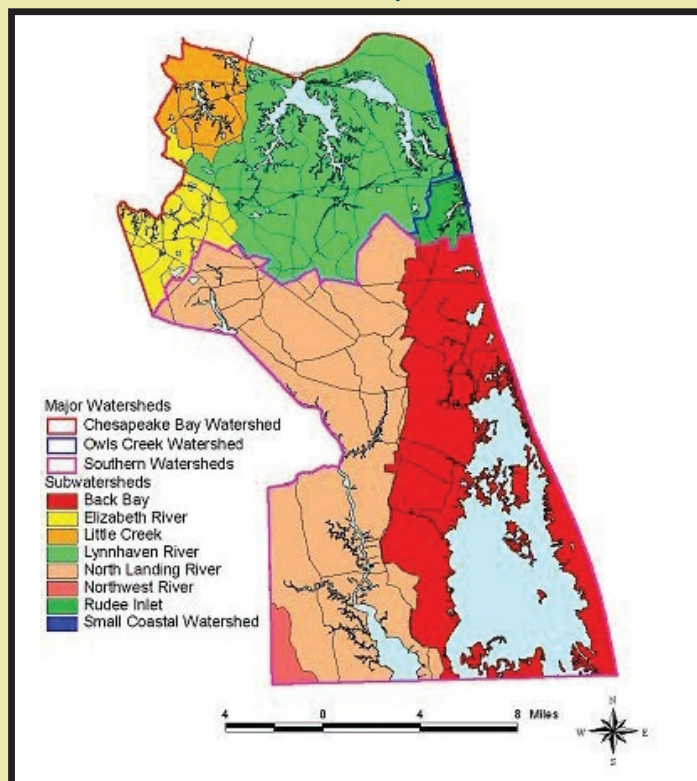 Major Watersheds
Chesapeake Bay Watershed
Owls Creek Watershed
Southern Watersheds
Subwatersheds
Back Bay
Elizabeth River
Little Creek
Lynnhaven River
North Landing River
Northwest River
Rudee Inlet
Small Coastal Watershed
4 0 4 8 Miles
N
W E
S